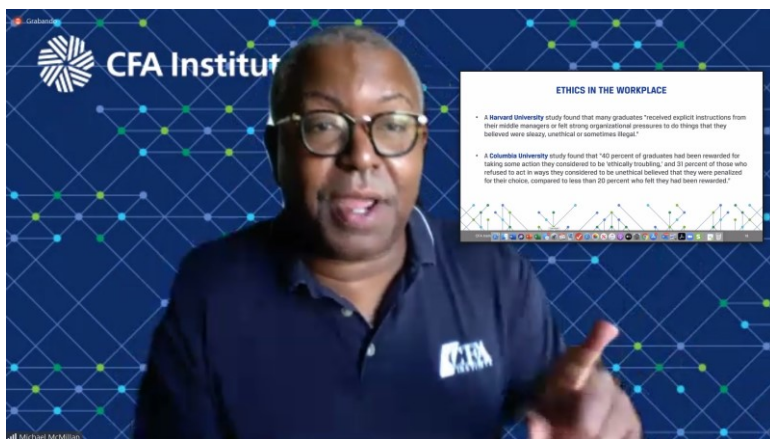 Grabando
CFA Institut
ETHICS IN THE WORKPLACE
• A Harvard University study found that many graduates "received explicit instructions from
their middle managers or felt strong organizational pressures to do things that they
believed were sleazy, unethical or sometimes illegal."
• A Columbia University study found that "40 percent of graduates had been rewarded for
taking some action they considered to be 'ethically troubling,' and 31 percent of those who
refused to act in ways they considered to be unethical believed that they were penalized
for their choice, compared to less than 20 percent who felt they had been rewarded."
CFA
INSTITUTE
Michael McMillan